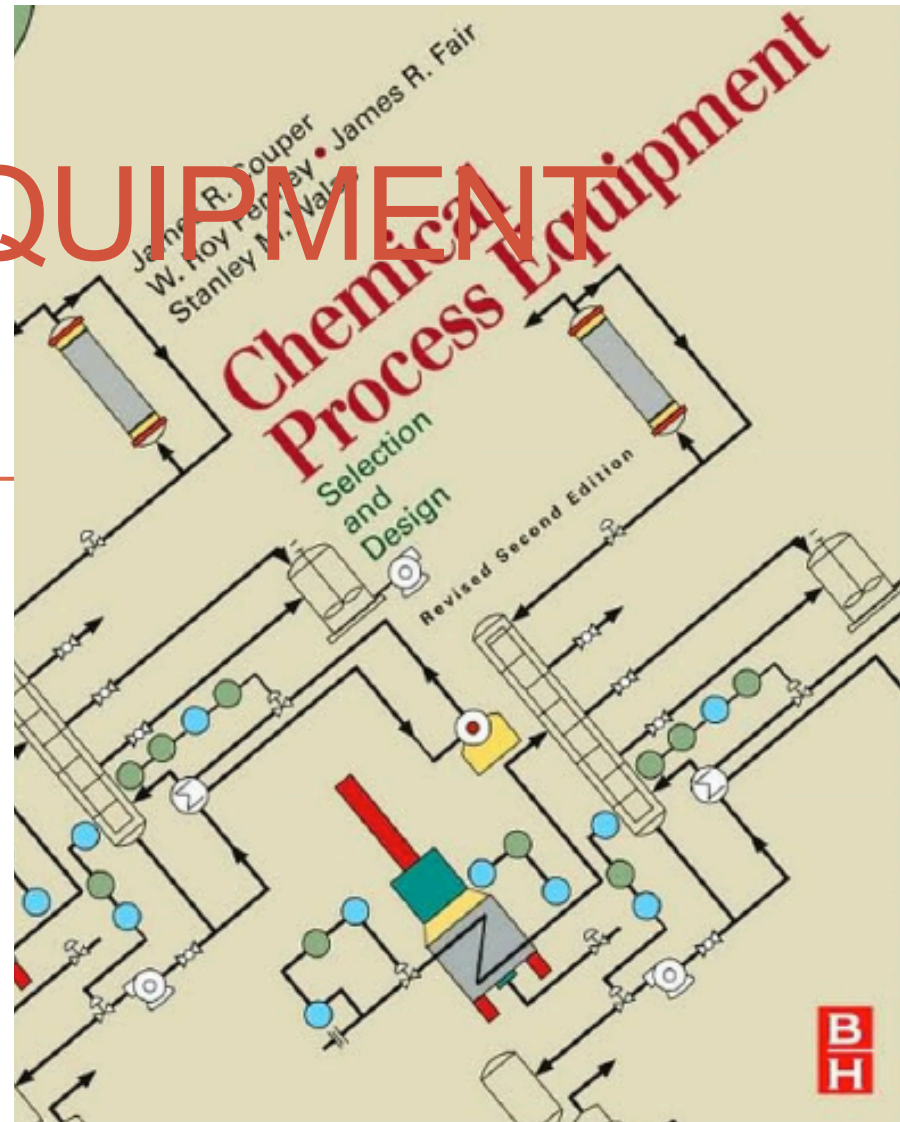 James R. Couper
W. Roy Penney • James R. Fair
Stanley M. Walas
QUIPMENT
Chemical
Process Equipment
Selection
and
Design
Revised Second Edition
B
H